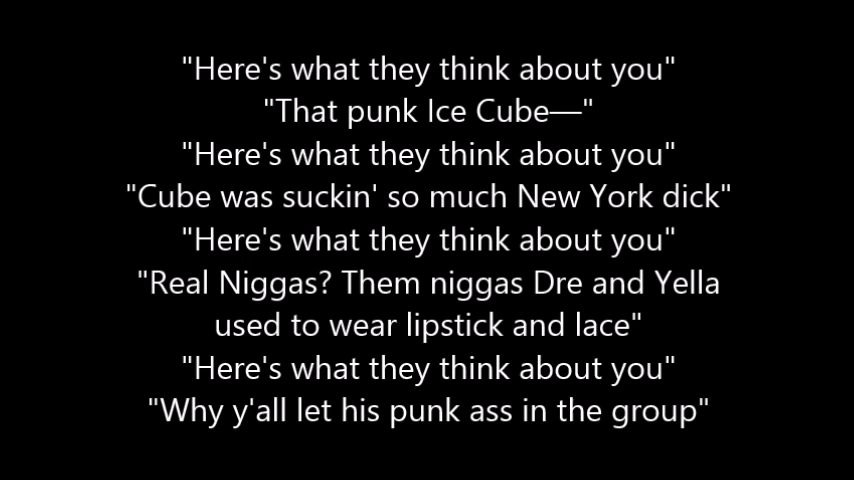 "Here's what they think about you"
"That punk Ice Cube—"
"Here's what they think about you"
"Cube was suckin' so much New York dick"
"Here's what they think about you"
"Real Niggas? Them niggas Dre and Yella
used to wear lipstick and lace"
"Here's what they think about you"
"Why y'all let his punk ass in the group"